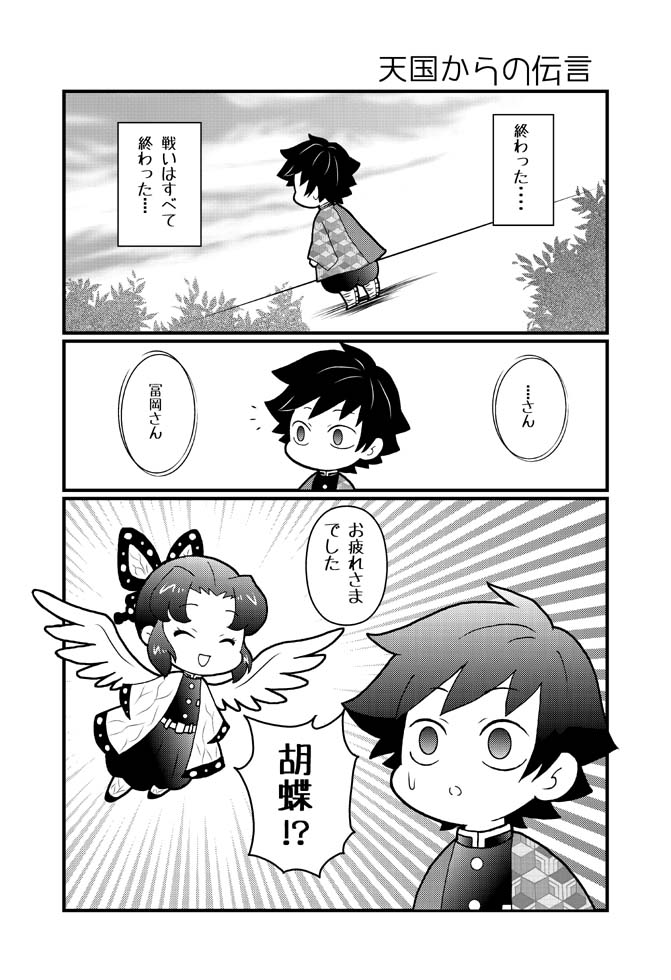 天国からの伝言
終わった・・・・
戦いはすべて
終わった……
……さん
冨岡さん
お疲れさま
でした
胡蝶!?